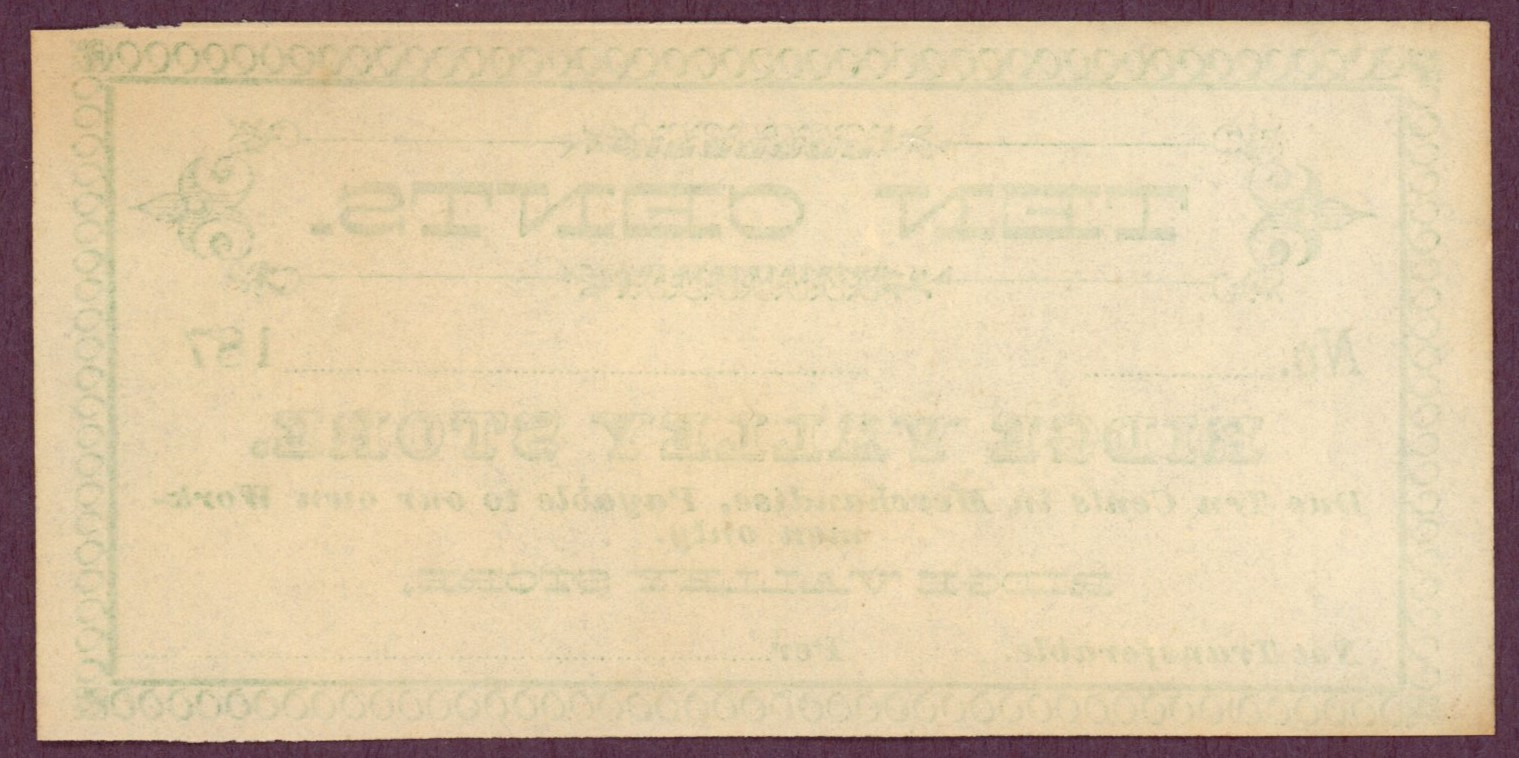 TEN CENTS.
No. 187
RIDGE VALLEY STORE.
Due Ten Cents in Merchandise, Payable to our own Work-
men only.
RIDGE VALLEY STORE,
Not Transferable. Per